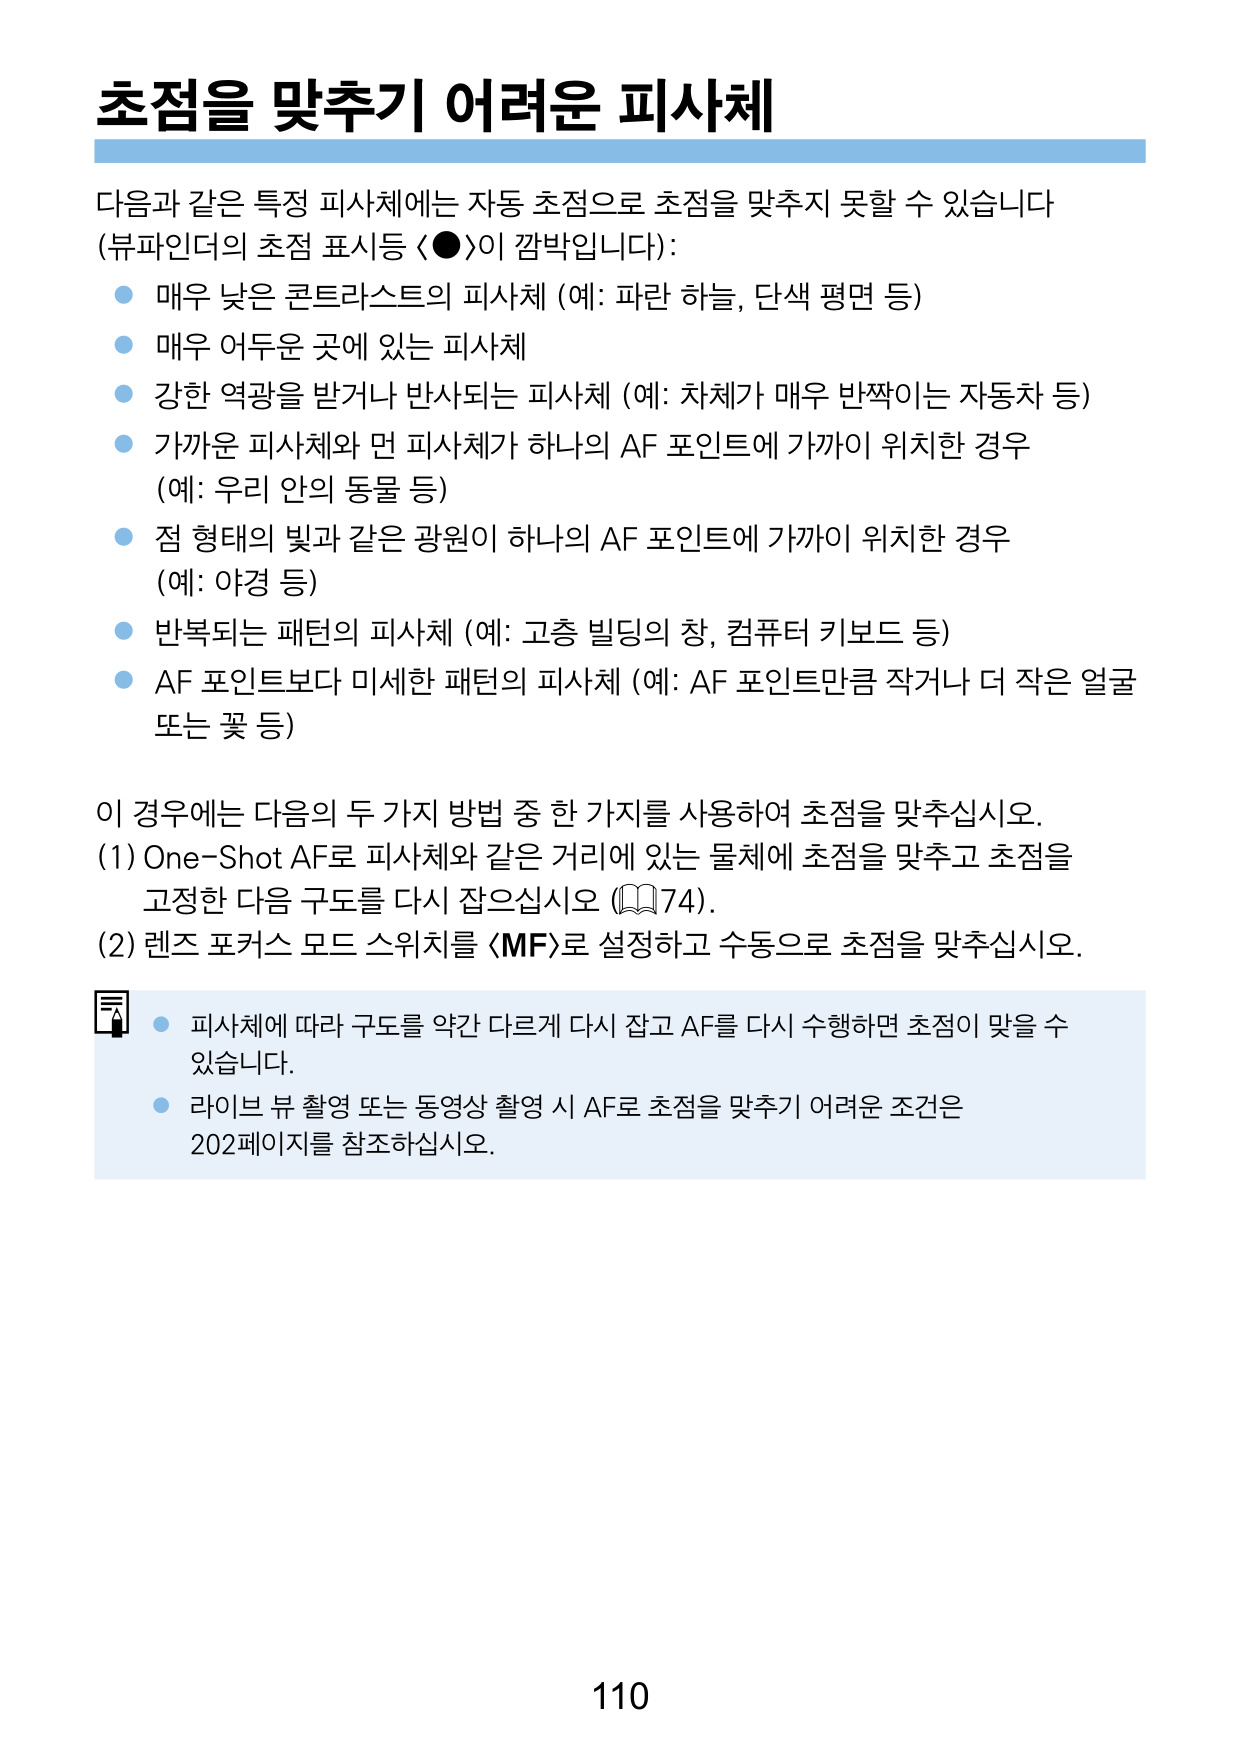 초점을 맞추기 어려운 피사체
다음과 같은 특정 피사체에는 자동 초점으로 초점을 맞추지 못할 수 있습니다
(뷰파인더의 초점 표시등〈●〉이 깜박입니다):
● 매우 낮은 콘트라스트의 피사체 (예: 파란 하늘, 단색 평면 등)
● 매우 어두운 곳에 있는 피사체
● 강한 역광을 받거나 반사되는 피사체 (예: 차체가 매우 반짝이는 자동차 등)
● 가까운 피사체와 먼 피사체가 하나의 AF 포인트에 가까이 위치한 경우
(예: 우리 안의 동물 등)
● 점 형태의 빛과 같은 광원이 하나의 AF 포인트에 가까이 위치한 경우
(예: 야경 등)
● 반복되는 패턴의 피사체 (예: 고층 빌딩의 창, 컴퓨터 키보드 등)
● AF 포인트보다 미세한 패턴의 피사체 (예: AF 포인트만큼 작거나 더 작은 얼굴
또는 꽃 등)
이 경우에는 다음의 두 가지 방법 중 한 가지를 사용하여 초점을 맞추십시오.
(1) One-Shot AF로 피사체와 같은 거리에 있는 물체에 초점을 맞추고 초점을
고정한 다음 구도를 다시 잡으십시오 (74).
(2) 렌즈 포커스 모드 스위치를〈MF〉로 설정하고 수동으로 초점을 맞추십시오.
● 피사체에 따라 구도를 약간 다르게 다시 잡고 AF를 다시 수행하면 초점이 맞을 수
있습니다.
● 라이브 뷰 촬영 또는 동영상 촬영 시 AF로 초점을 맞추기 어려운 조건은
202페이지를 참조하십시오.
110